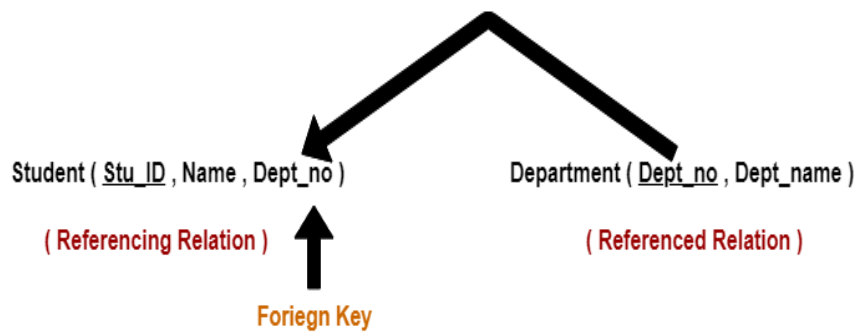 Student ( Stu_ID , Name , Dept_no ) Department ( Dept_no , Dept_name )
( Referencing Relation ) ( Referenced Relation )
Foriegn Key